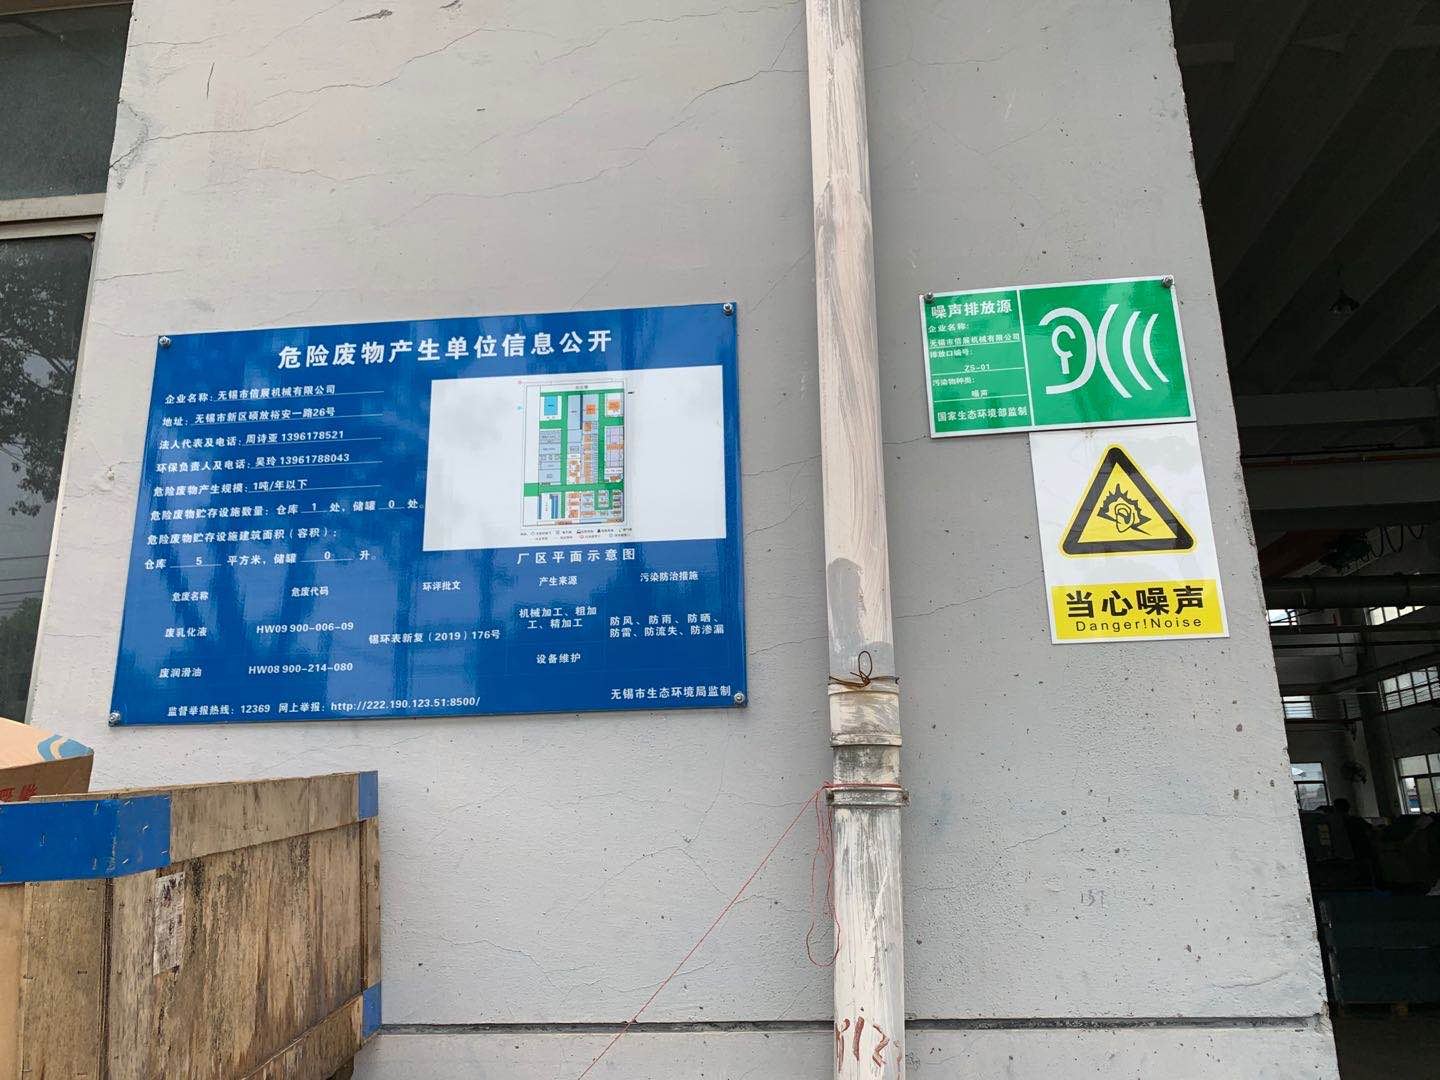 危险废物产生单位信息公开
企业名称：无锡市信展机械有限公司
地址：无锡市新区硕放裕安一路26号
法人代表及电话：周诗亚 1396178521
环保负责人及电话：吴玲 13961788043
危险废物产生规模：1吨/年以下
危险废物贮存设施数量：仓库 1 处，储罐 0 处。
危险废物贮存设施建筑面积（容积）：
仓库 5 平方米，储罐 0 升。
厂区平面示意图
危废名称 危废代码 环评批文 产生来源 污染防治措施
废乳化液 HW09 900-006-09 锡环表新复（2019）176号 机械加工、粗加工、精加工 防风、防雨、防晒、防雷、防流失、防渗漏
废润滑油 HW08 900-214-080 设备维护
监督举报热线：12369 网上举报：http://222.190.123.51:8500/
无锡市生态环境局监制
噪声排放源
企业名称：
无锡市信展机械有限公司
排放口编号：
ZS-01
污染物种类：
噪声
国家生态环境部监制
当心噪声
Danger!Noise